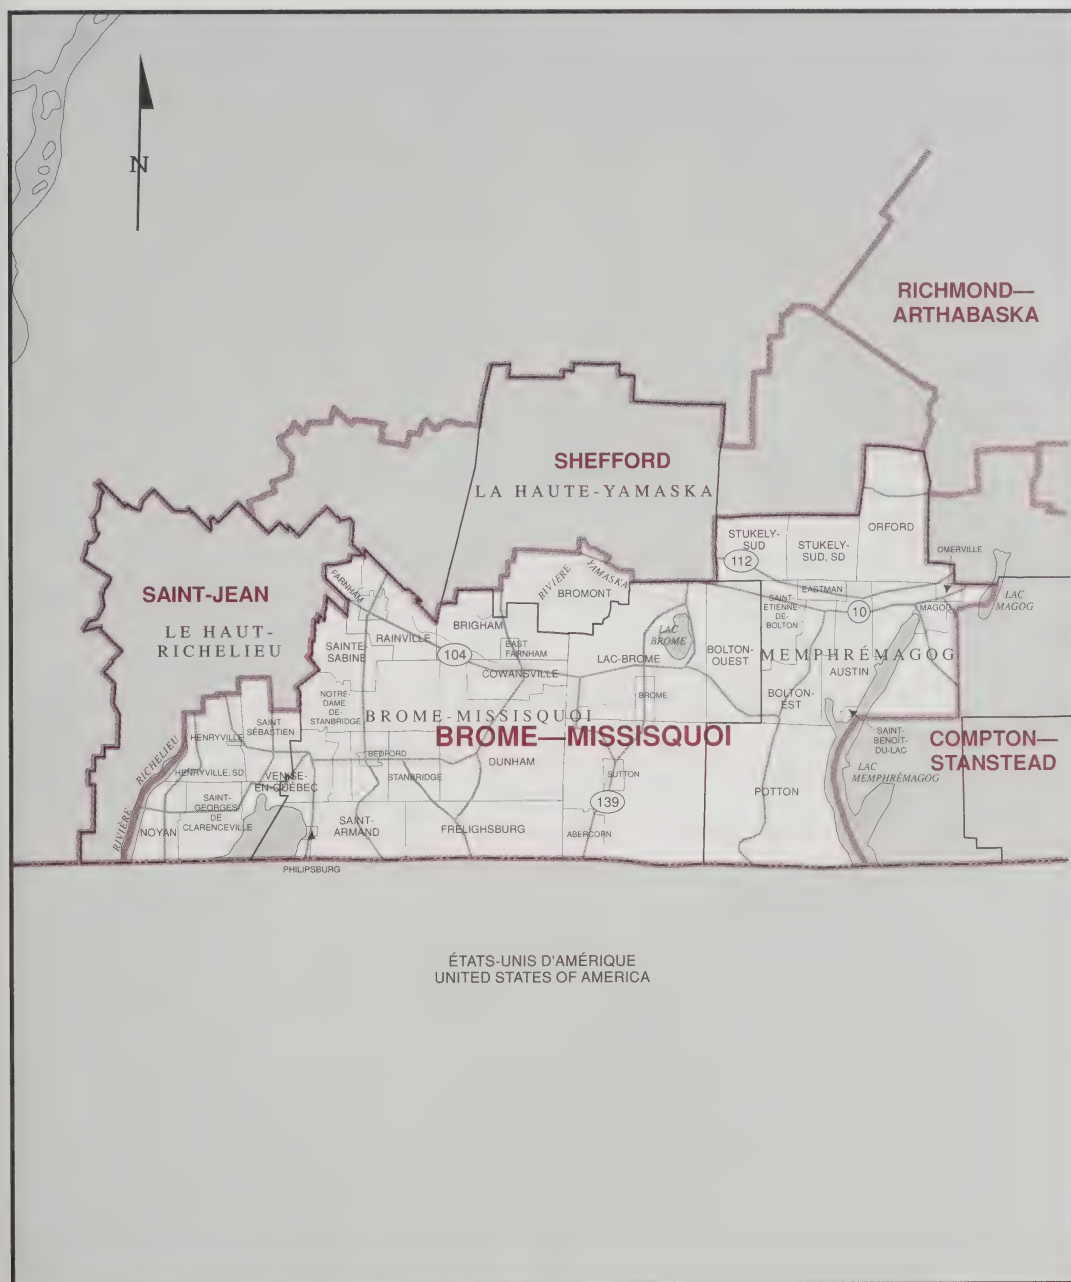 N
RICHMOND—
ARTHABASKA
SHEFFORD
LA HAUTE-YAMASKA
SAINT-JEAN
LE HAUT-
RICHELIEU
STUKELY-
SUD
STUKELY-
SUD, SD
ORFORD
OMERVILLE
112
FARNHAM
RIVIÈRE
YAMASKA
BROMONT
EASTMAN
10
MAGOG
LAC
MAGOG
SAINT-
ETIENNE
DE-
BOLTON
BRIGHAM
RAINVILLE
SAINTE-
SABINE
104
EAST
FARNHAM
COWANSVILLE
LAC
BROME
LAC-BROME
BOLTON-
OUEST
MEMPHRÉMAGOG
AUSTIN
BOLTON-
EST
BROME
NOTRE-
DAME
DE-
STANBRIDGE
BROME-MISSISQUOI
BROME—MISSISQUOI
SAINT
SÉBASTIEN
HENRYVILLE
RICHELIEU
RIVIÈRE
HENRYVILLE, SD
VENISE-
EN-QUÉBEC
BEDFORD
STANBRIDGE
DUNHAM
SUTTON
139
SAINT-
BENOÎT-
DU-LAC
COMPTON—
STANSTEAD
LAC
MEMPHRÉMAGOG
POTTON
SAINT-
GEORGES-
DE
CLARENCEVILLE
NOYAN
SAINT-
ARMAND
FRELIGHSBURG
ABERCORN
PHILIPSBURG
ÉTATS-UNIS D'AMÉRIQUE
UNITED STATES OF AMERICA